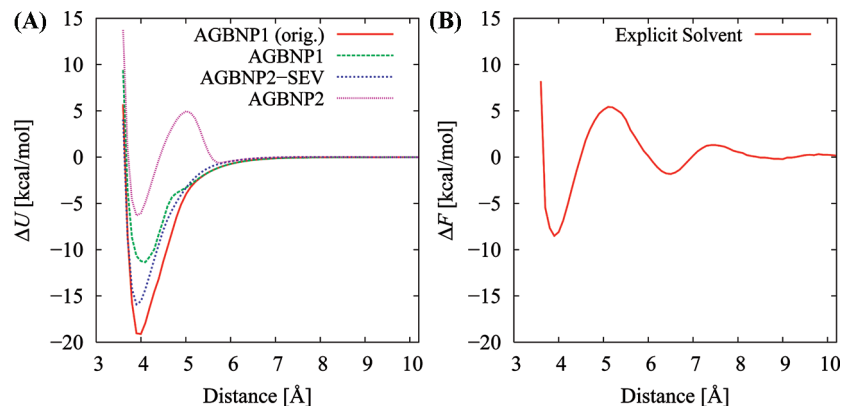 (A)
AGBNP1 (orig.)
AGBNP1
AGBNP2−SEV
AGBNP2
15
10
5
0
−5
−10
−15
−20
ΔU [kcal/mol]
3 4 5 6 7 8 9 10
Distance [Å]
(B)
Explicit Solvent
15
10
5
0
−5
−10
−15
−20
ΔF [kcal/mol]
3 4 5 6 7 8 9 10
Distance [Å]